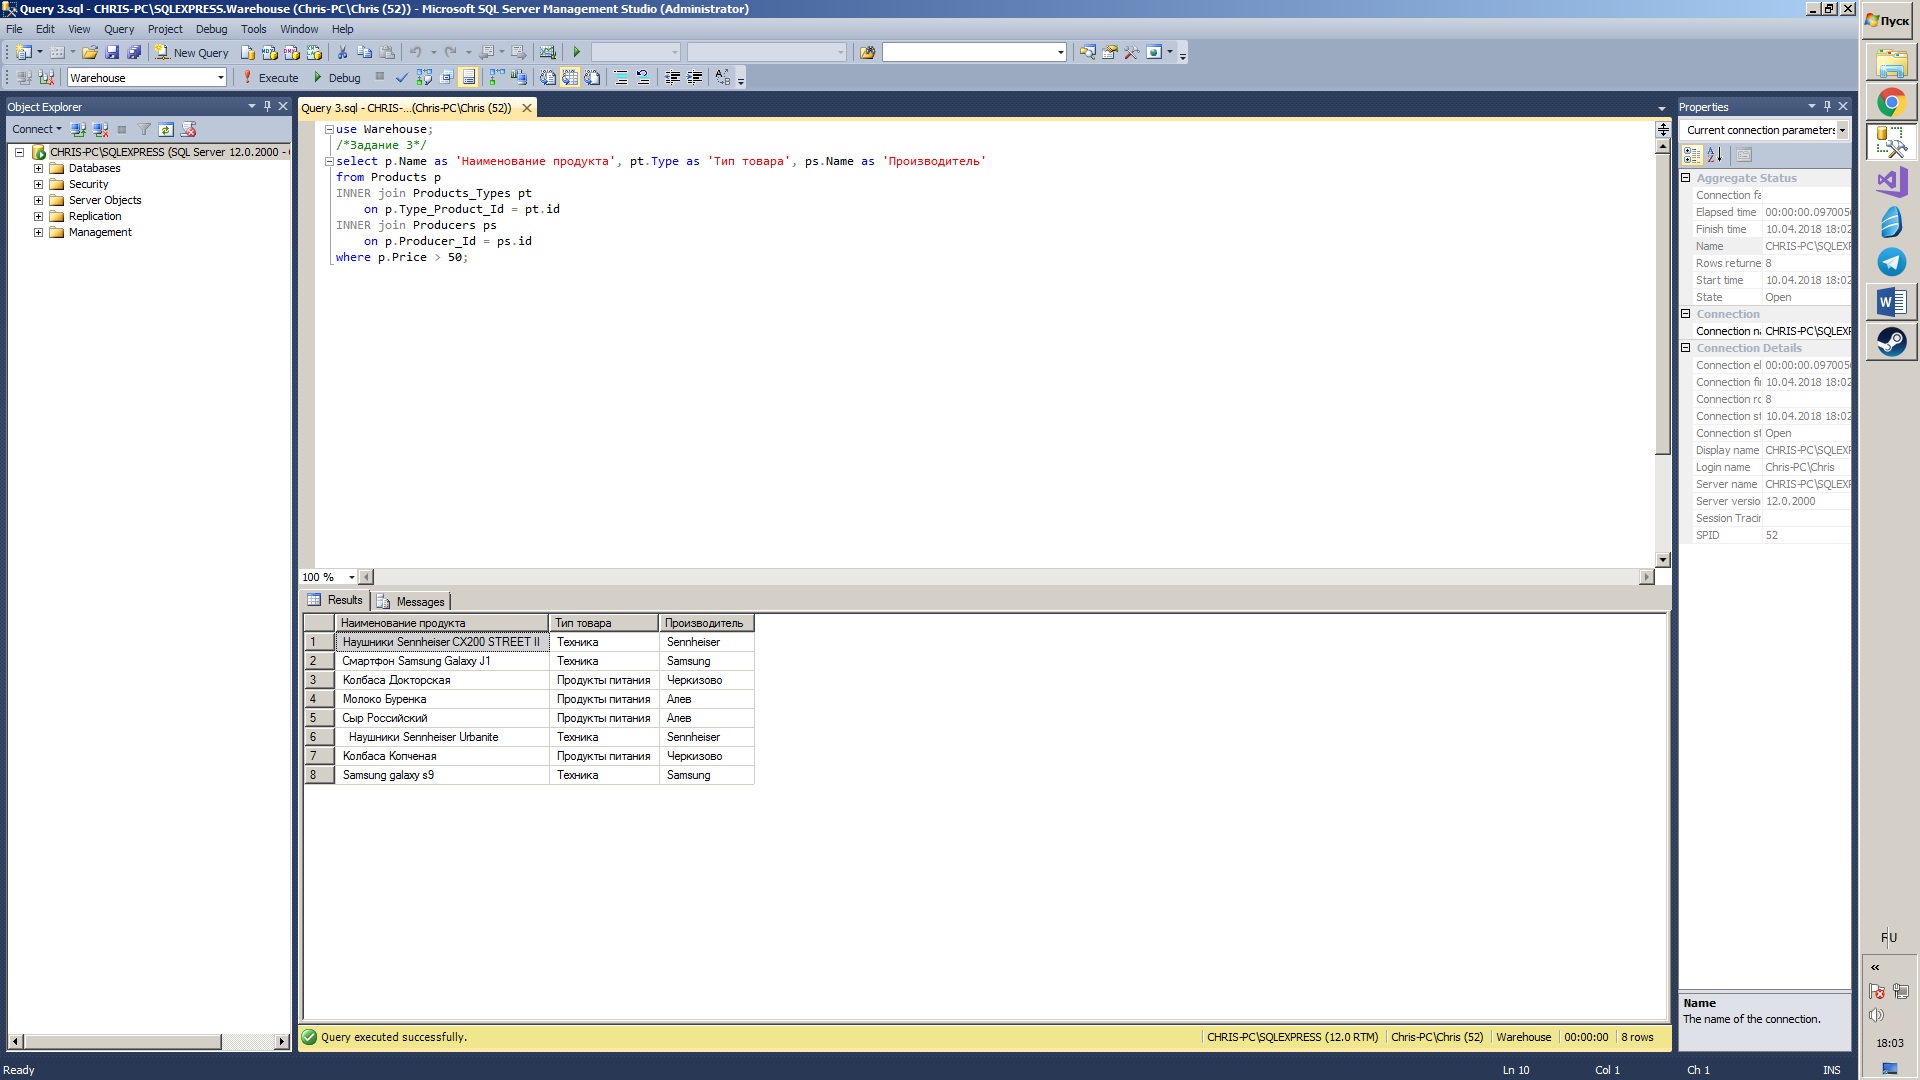 Query 3.sql - CHRIS-PC\SQLEXPRESS.Warehouse (Chris-PC\Chris (52)) - Microsoft SQL Server Management Studio (Administrator)
File Edit View Query Project Debug Tools Window Help
New Query
Warehouse Execute Debug
Object Explorer
Connect
CHRIS-PC\SQLEXPRESS (SQL Server 12.0.2000 -
Databases
Security
Server Objects
Replication
Management
Query 3.sql - CHRIS-...(Chris-PC\Chris (52))
use Warehouse;
/*Задание 3*/
select p.Name as 'Наименование продукта', pt.Type as 'Тип товара', ps.Name as 'Производитель'
from Products p
INNER join Products_Types pt
on p.Type_Product_Id = pt.id
INNER join Producers ps
on p.Producer_Id = ps.id
where p.Price > 50;
100 %
Results Messages
Наименование продукта Тип товара Производитель
1 Наушники Sennheiser CX200 STREET II Техника Sennheiser
2 Смартфон Samsung Galaxy J1 Техника Samsung
3 Колбаса Докторская Продукты питания Черкизово
4 Молоко Буренка Продукты питания Алев
5 Сыр Российский Продукты питания Алев
6 Наушники Sennheiser Urbanite Техника Sennheiser
7 Колбаса Копченая Продукты питания Черкизово
8 Samsung galaxy s9 Техника Samsung
Query executed successfully.
CHRIS-PC\SQLEXPRESS (12.0 RTM) Chris-PC\Chris (52) Warehouse 00:00:00 8 rows
Properties
Current connection parameters
Aggregate Status
Connection fa
Elapsed time 00:00:00.097005
Finish time 10.04.2018 18:02
Name CHRIS-PC\SQLEXP
Rows returne 8
Start time 10.04.2018 18:02
State Open
Connection
Connection na CHRIS-PC\SQLEXP
Connection Details
Connection el 00:00:00.097005
Connection fi 10.04.2018 18:02
Connection ro 8
Connection st 10.04.2018 18:02
Connection st Open
Display name CHRIS-PC\SQLEXP
Login name Chris-PC\Chris
Server name CHRIS-PC\SQLEXP
Server versio 12.0.2000
Session Tracin
SPID 52
Name
The name of the connection.
Ready Ln 10 Col 1 Ch 1 INS
Пуск
RU
18:03